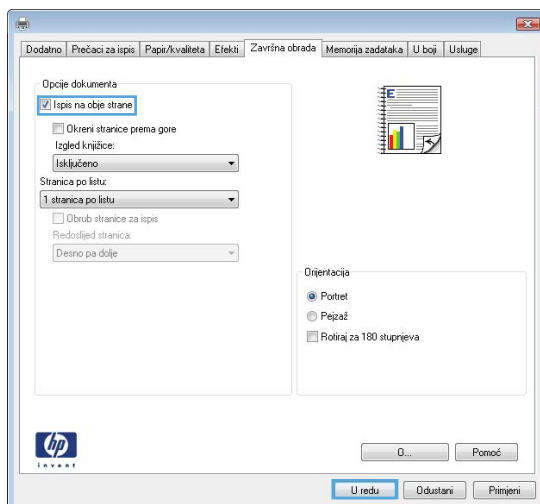 Dodatno Prečaci za ispis Papir/kvaliteta Efekti Završna obrada Memorija zadataka U boji Usluge
Opcije dokumenta
Ispis na obje strane
Okreni stranice prema gore
Izgled knjižice:
Isključeno
Stranica po listu:
1 stranica po listu
Obrub stranice za ispis
Redoslijed stranica:
Desno pa dolje
E
Orijentacija
Portret
Pejzaž
Rotiraj za 180 stupnjeva
hp
invent
O...
Pomoć
U redu
Odustani
Primjeni